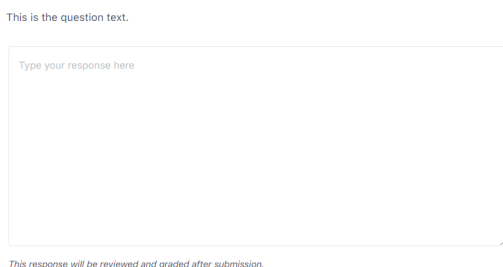 This is the question text.
Type your response here
This response will be reviewed and graded after submission.